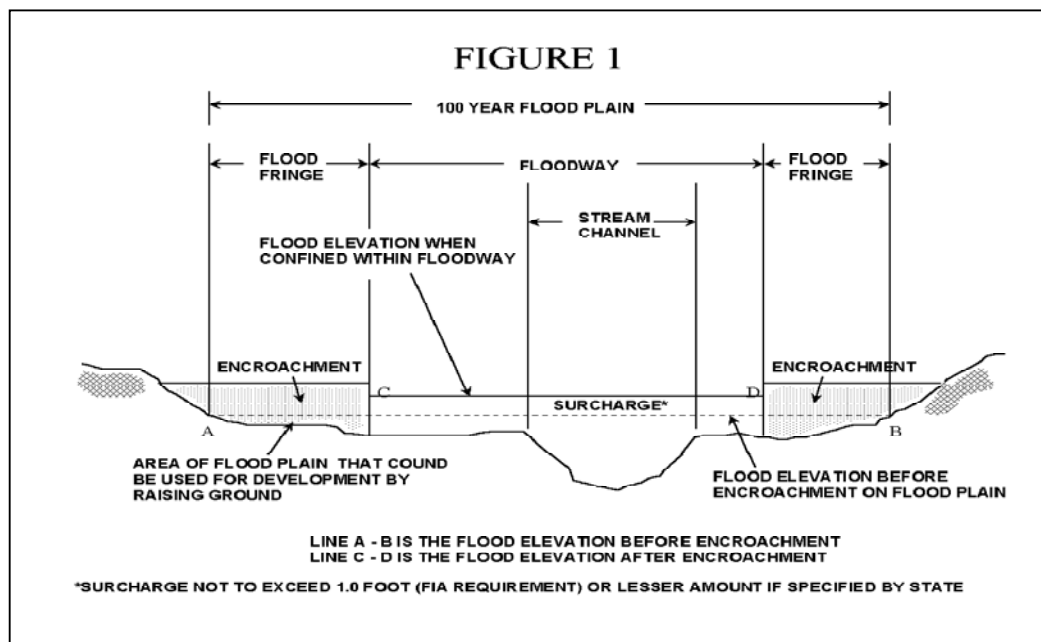 FIGURE 1
100 YEAR FLOOD PLAIN
FLOOD
FRINGE
FLOODWAY
FLOOD
FRINGE
STREAM
CHANNEL
FLOOD ELEVATION WHEN
CONFINED WITHIN FLOODWAY
ENCROACHMENT
ENCROACHMENT
C
D
SURCHARGE*
A
B
AREA OF FLOOD PLAIN THAT COUND
BE USED FOR DEVELOPMENT BY
RAISING GROUND
FLOOD ELEVATION BEFORE
ENCROACHMENT ON FLOOD PLAIN
LINE A - B IS THE FLOOD ELEVATION BEFORE ENCROACHMENT
LINE C - D IS THE FLOOD ELEVATION AFTER ENCROACHMENT
*SURCHARGE NOT TO EXCEED 1.0 FOOT (FIA REQUIREMENT) OR LESSER AMOUNT IF SPECIFIED BY STATE